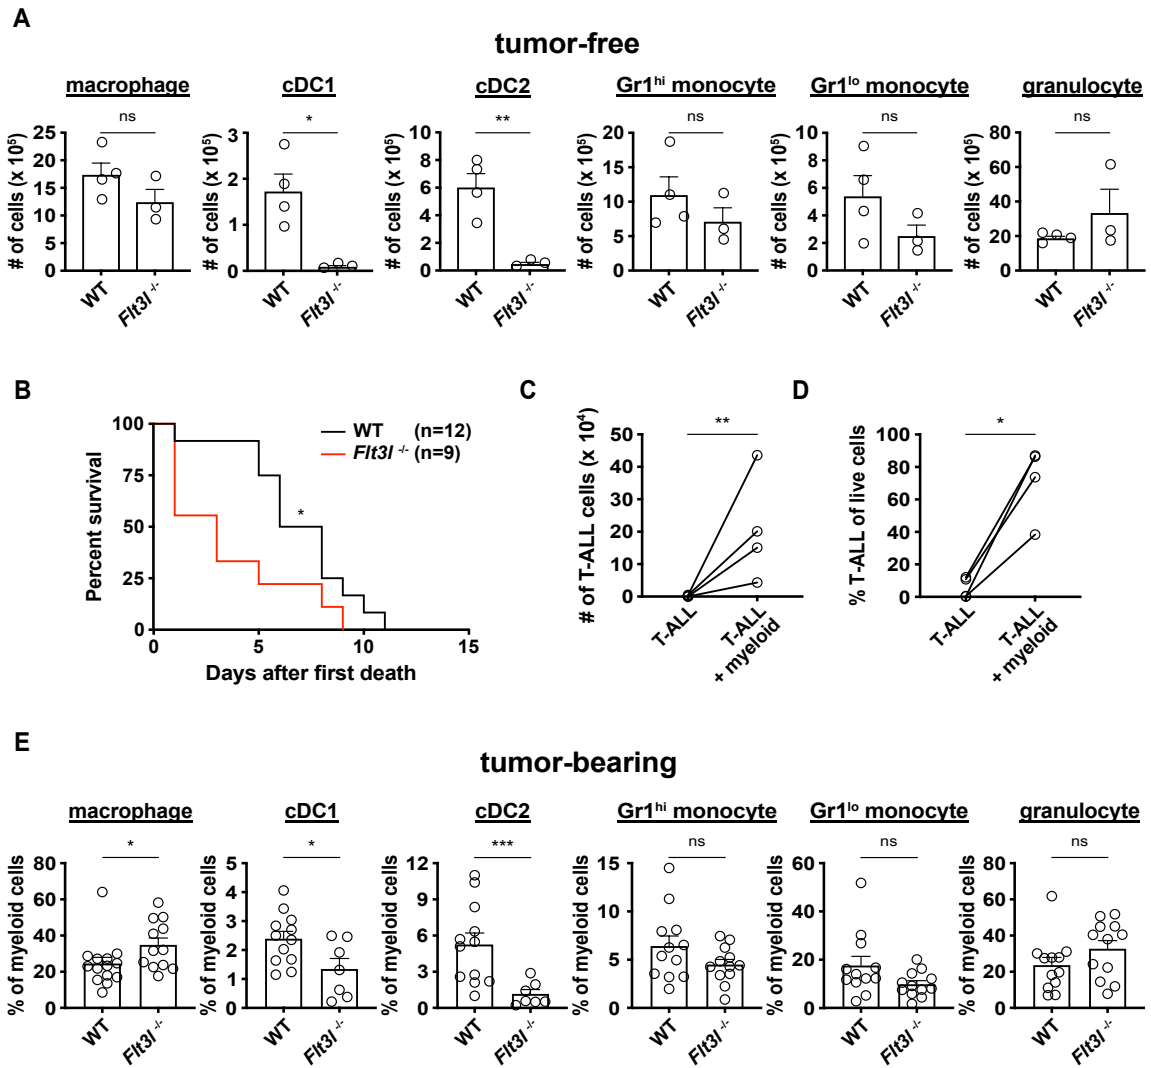 A
tumor-free
macrophage cDC1 cDC2 Gr1hi monocyte Gr1lo monocyte granulocyte
ns * ** ns ns ns
# of cells (x 10⁵)
25
20
15
10
5
0
WT Flt3l -/-
# of cells (x 10⁵)
3
2
1
0
WT Flt3l -/-
# of cells (x 10⁵)
10
8
6
4
2
0
WT Flt3l -/-
# of cells (x 10⁵)
20
15
10
5
0
WT Flt3l -/-
# of cells (x 10⁵)
10
8
6
4
2
0
WT Flt3l -/-
# of cells (x 10⁵)
80
60
40
20
0
WT Flt3l -/-
B
Percent survival
100
75
50
25
0
WT (n=12)
Flt3l -/- (n=9)
*
0 5 10 15
Days after first death
C
# of T-ALL cells (x 10⁴)
50
40
30
20
10
0
**
T-ALL
T-ALL
+ myeloid
D
% T-ALL of live cells
100
80
60
40
20
0
*
T-ALL
T-ALL
+ myeloid
E
tumor-bearing
macrophage cDC1 cDC2 Gr1hi monocyte Gr1lo monocyte granulocyte
* * *** ns ns ns
% of myeloid cells
80
60
40
20
0
WT Flt3l -/-
% of myeloid cells
5
4
3
2
1
0
WT Flt3l -/-
% of myeloid cells
12
9
6
3
0
WT Flt3l -/-
% of myeloid cells
15
10
5
0
WT Flt3l -/-
% of myeloid cells
60
40
20
0
WT Flt3l -/-
% of myeloid cells
80
60
40
20
0
WT Flt3l -/-